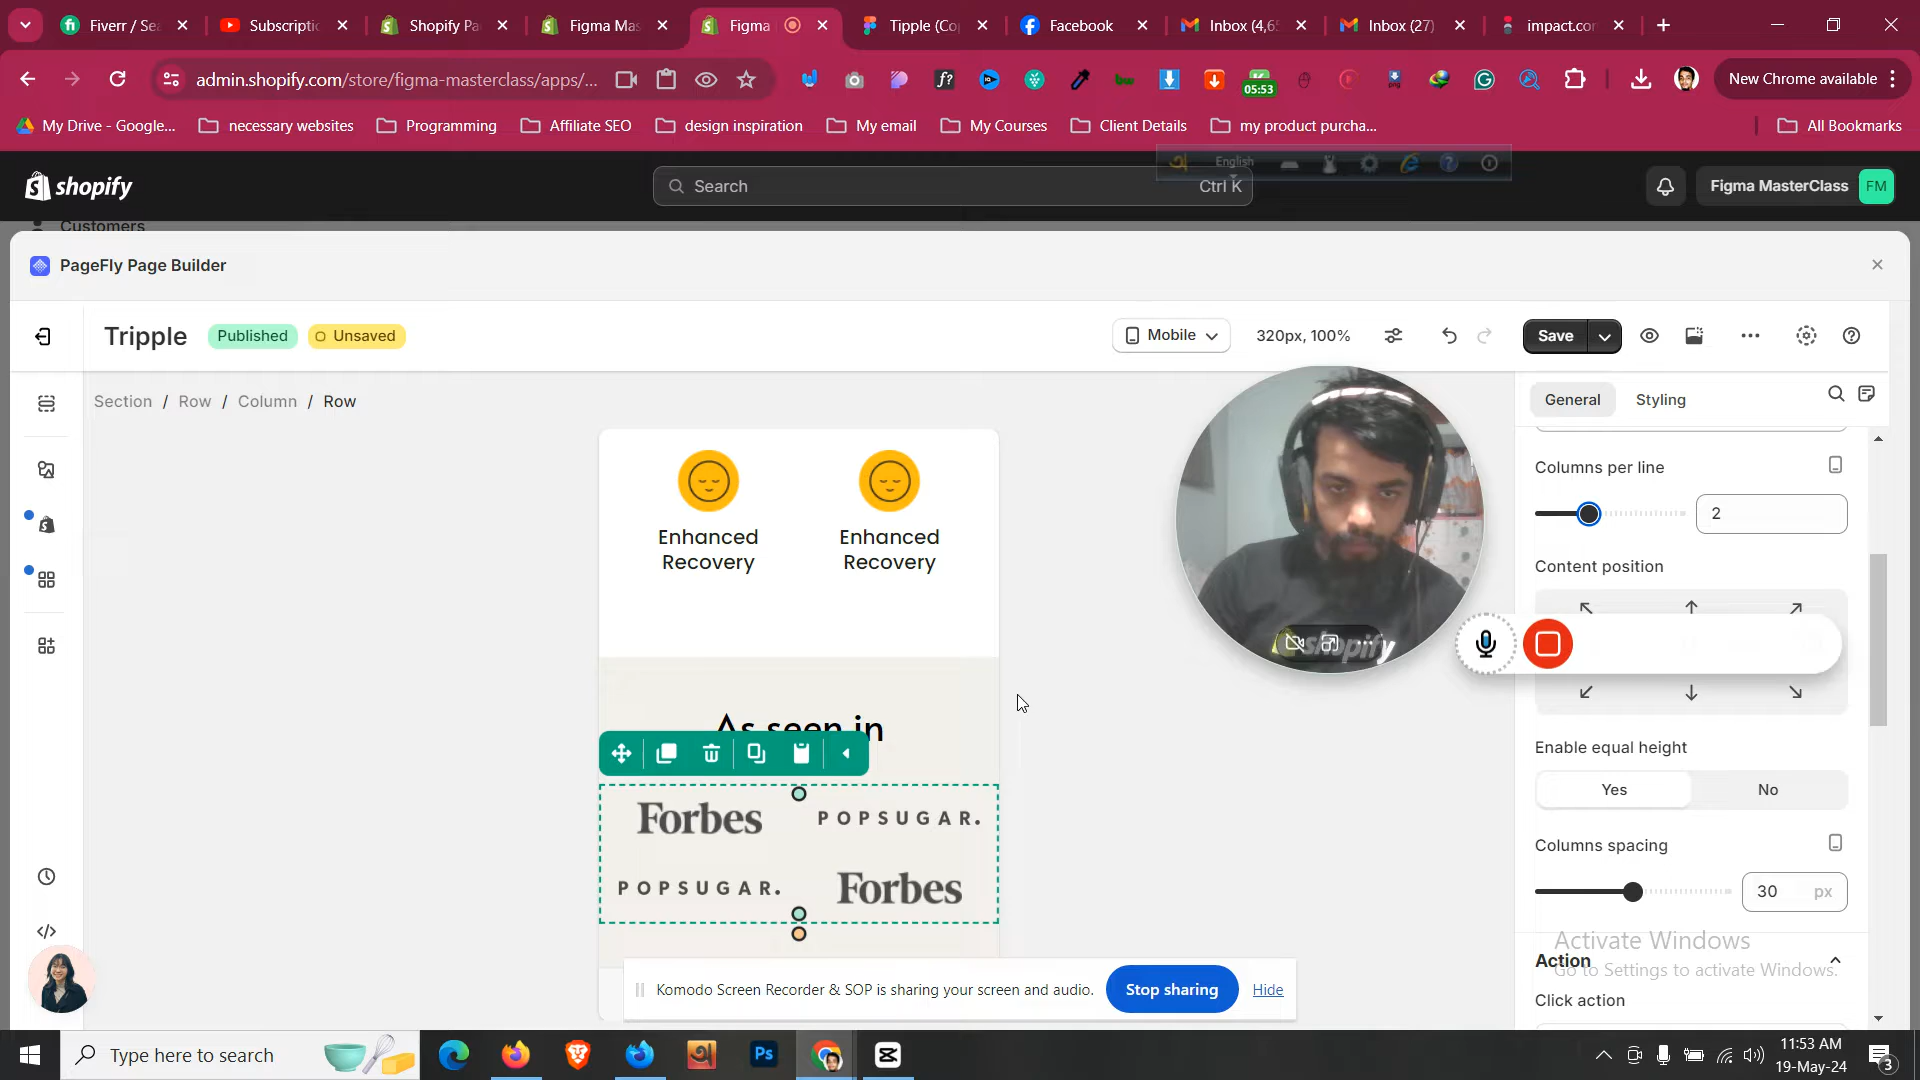 Fiverr / Sea
Subscriptio
Shopify Pa
Figma Mas
Figma
Tipple (Co
Facebook
Inbox (4,6
Inbox (27)
impact.co
admin.shopify.com/store/figma-masterclass/apps/...
05:53
New Chrome available
My Drive - Google...
necessary websites
Programming
Affiliate SEO
design inspiration
My email
My Courses
Client Details
my product purcha...
All Bookmarks
English
shopify
Search
Ctrl K
Figma MasterClass
FM
Customers
PageFly Page Builder
Tripple
Published
Unsaved
Mobile
320px, 100%
Save
Section / Row / Column / Row
General
Styling
Enhanced
Recovery
Enhanced
Recovery
Columns per line
2
Content position
shopify
As seen in
Forbes
POPSUGAR.
POPSUGAR.
Forbes
Enable equal height
Yes
No
Columns spacing
30 px
Action
Click action
Activate Windows
Go to Settings to activate Windows.
Komodo Screen Recorder & SOP is sharing your screen and audio.
Stop sharing
Hide
Type here to search
Ps
11:53 AM
19-May-24
3